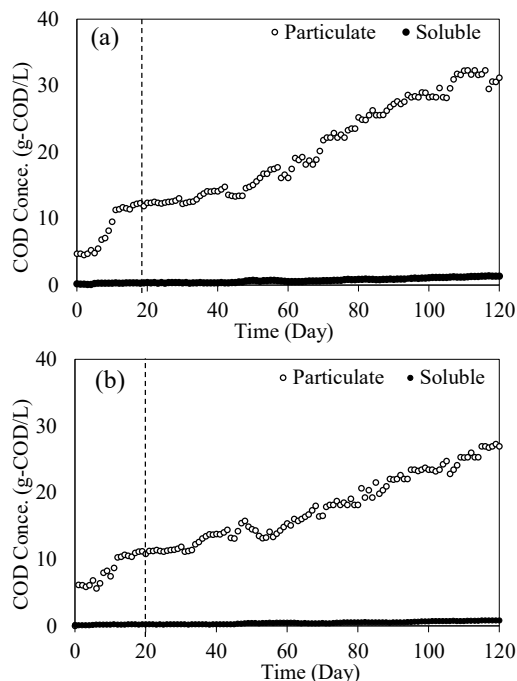 (a)
○ Particulate ● Soluble
COD Conce. (g-COD/L)
40
30
20
10
0
0 20 40 60 80 100 120
Time (Day)
(b)
○ Particulate ● Soluble
COD Conce. (g-COD/L)
40
30
20
10
0
0 20 40 60 80 100 120
Time (Day)